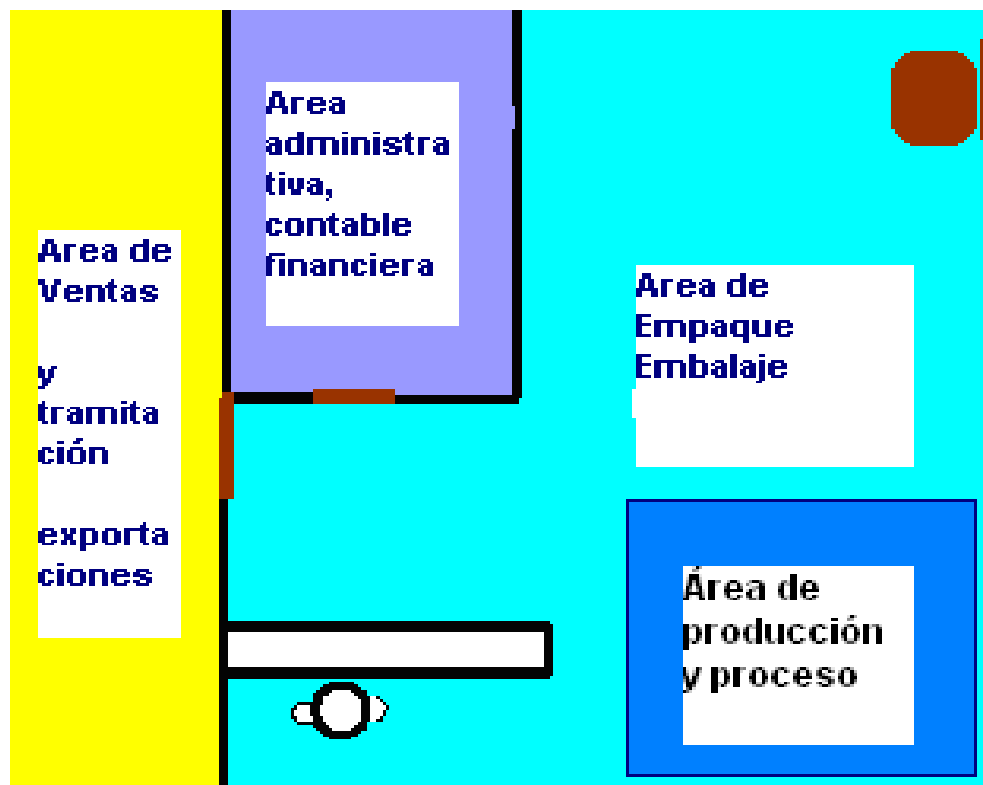 Area de
Ventas
y
tramita
ción
exporta
ciones
Area
administra
tiva,
contable
financiera
Area de
Empaque
Embalaje
Área de
producción
y proceso